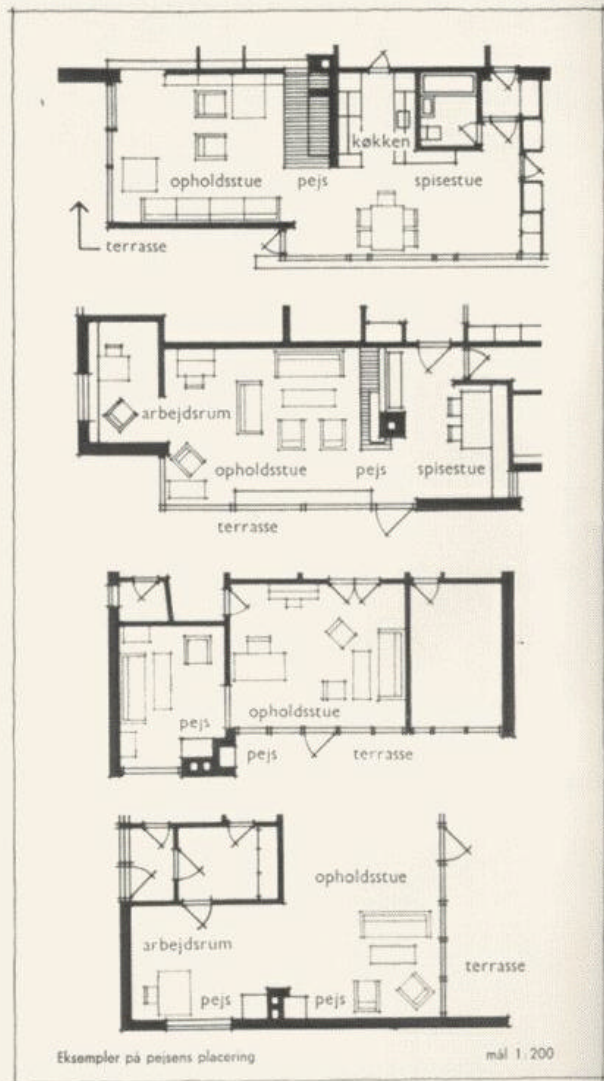 køkken
opholdsstue pejs spisestue
terrasse
arbejdsrum
opholdsstue pejs spisestue
terrasse
pejs opholdsstue
pejs terrasse
opholdsstue
arbejdsrum
terrasse
pejs pejs
Eksempler på pejsens placering mål 1:200